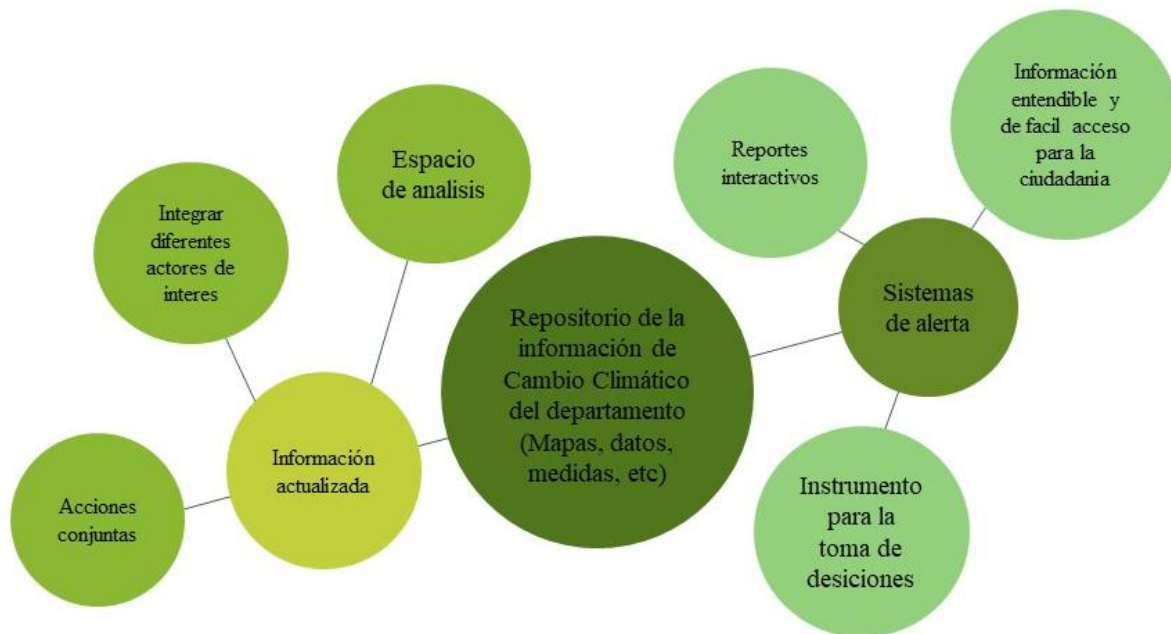 Espacio
de analisis
Integrar
diferentes
actores de
interes
Acciones
conjuntas
Información
actualizada
Repositorio de la
información de
Cambio Climático
del departamento
(Mapas, datos,
medidas, etc)
Reportes
interactivos
Información
entendible y
de facil acceso
para la
ciudadania
Sistemas
de alerta
Instrumento
para la
toma de
desiciones